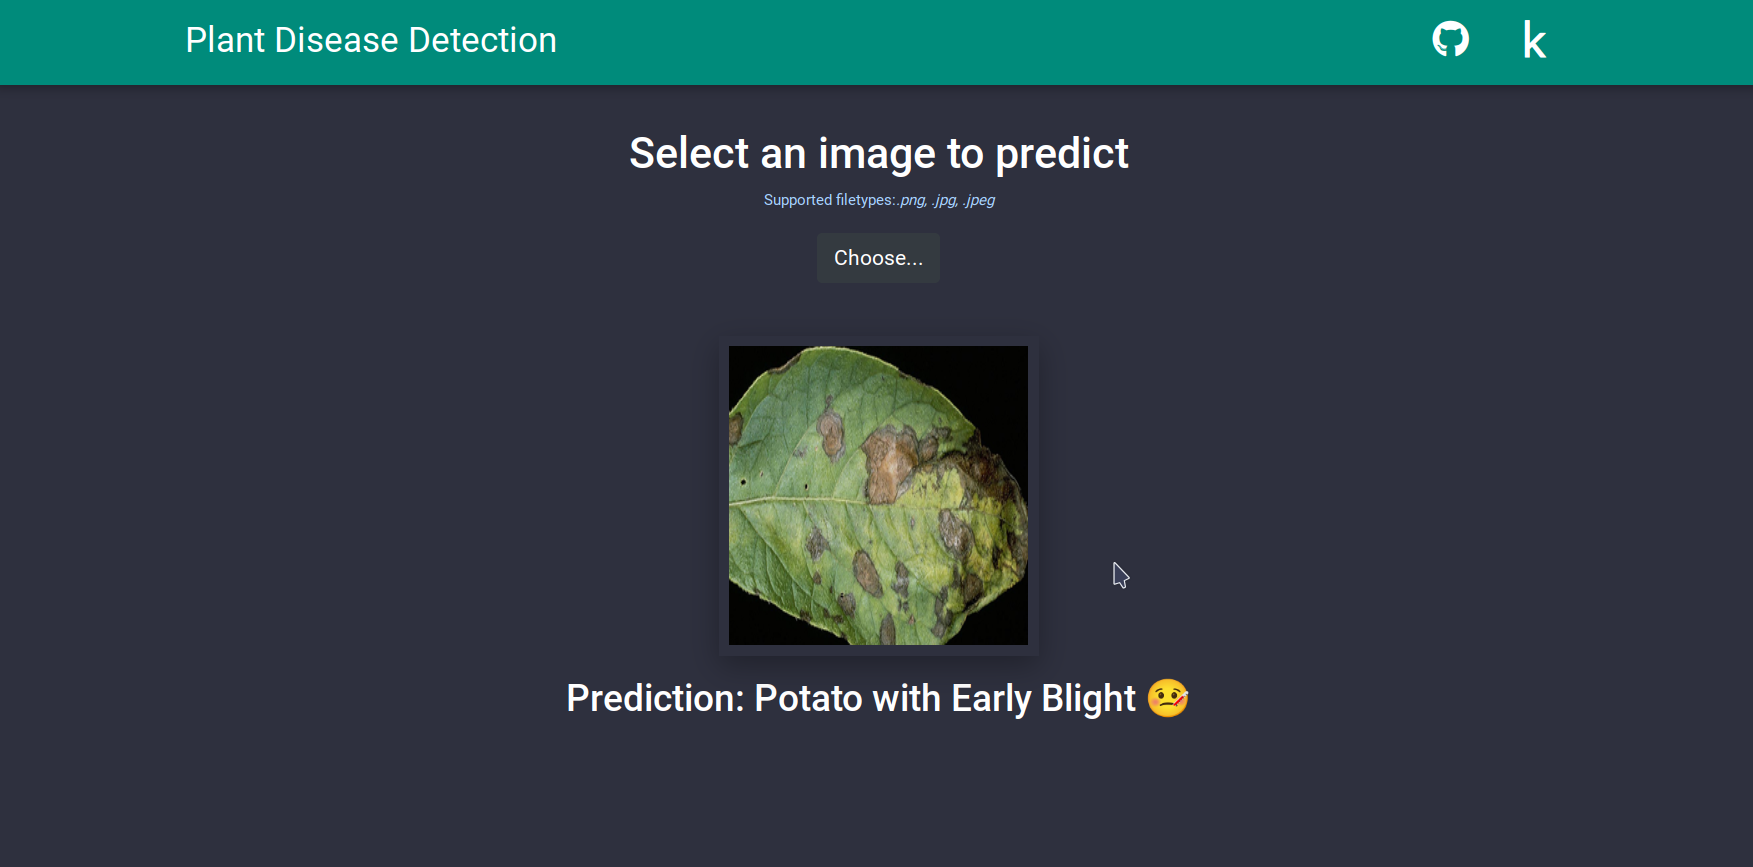 Plant Disease Detection
k
Select an image to predict
Supported filetypes:.png, .jpg, .jpeg
Choose...
Prediction: Potato with Early Blight 🤒